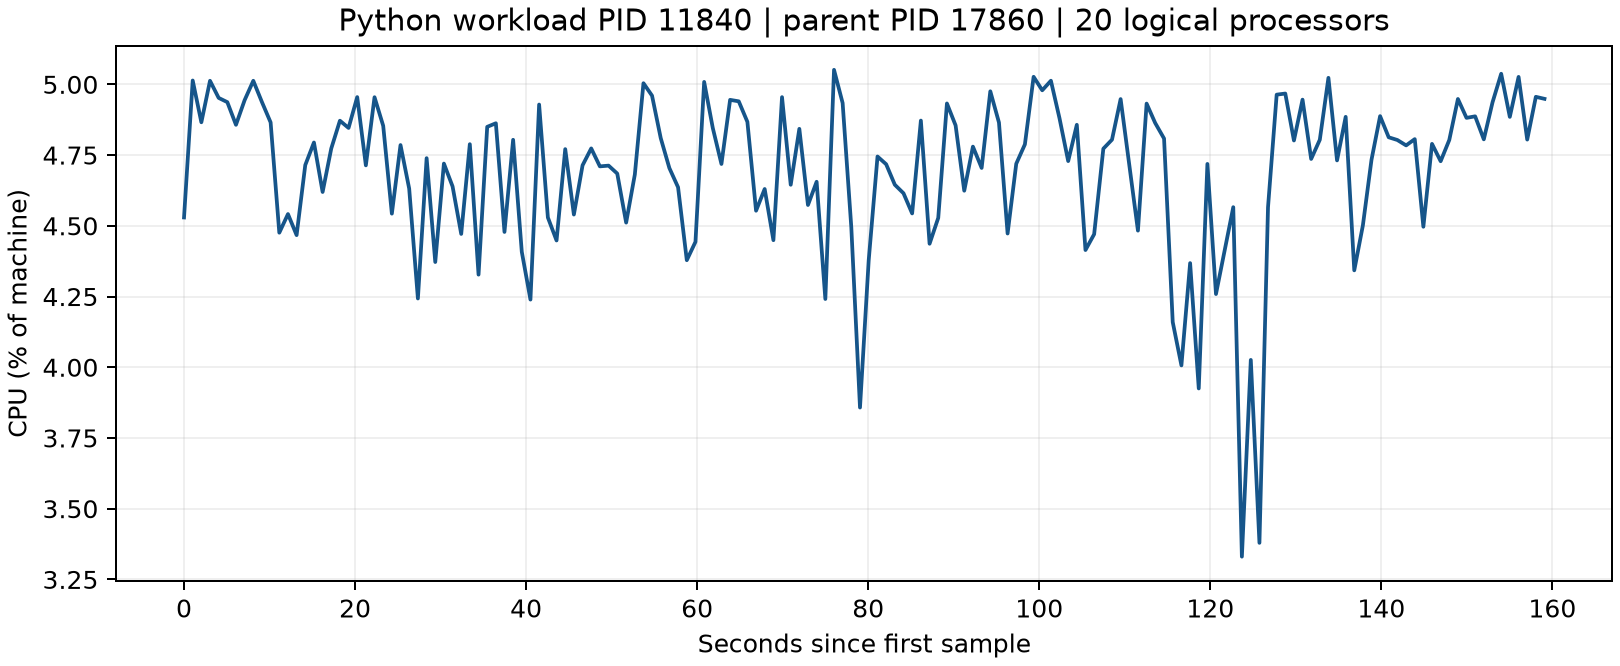 Python workload PID 11840 | parent PID 17860 | 20 logical processors
CPU (% of machine)
5.00
4.75
4.50
4.25
4.00
3.75
3.50
3.25
0 20 40 60 80 100 120 140 160
Seconds since first sample